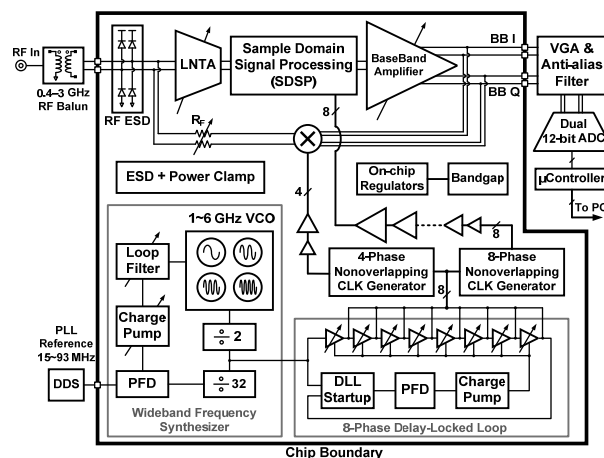 RF In
0.4–3 GHz
RF Balun
RF ESD
LNTA
Sample Domain
Signal Processing
(SDSP)
BaseBand
Amplifier
BB I
BB Q
VGA &
Anti-alias
Filter
Dual
12-bit ADC
µController
To PC
RF
8
4
ESD + Power Clamp
On-chip
Regulators
Bandgap
1~6 GHz VCO
Loop
Filter
Charge
Pump
PFD
÷ 2
÷ 32
Wideband Frequency
Synthesizer
PLL
Reference
15~93 MHz
DDS
8
4-Phase
Nonoverlapping
CLK Generator
8-Phase
Nonoverlapping
CLK Generator
8
DLL
Startup
PFD
Charge
Pump
8-Phase Delay-Locked Loop
Chip Boundary